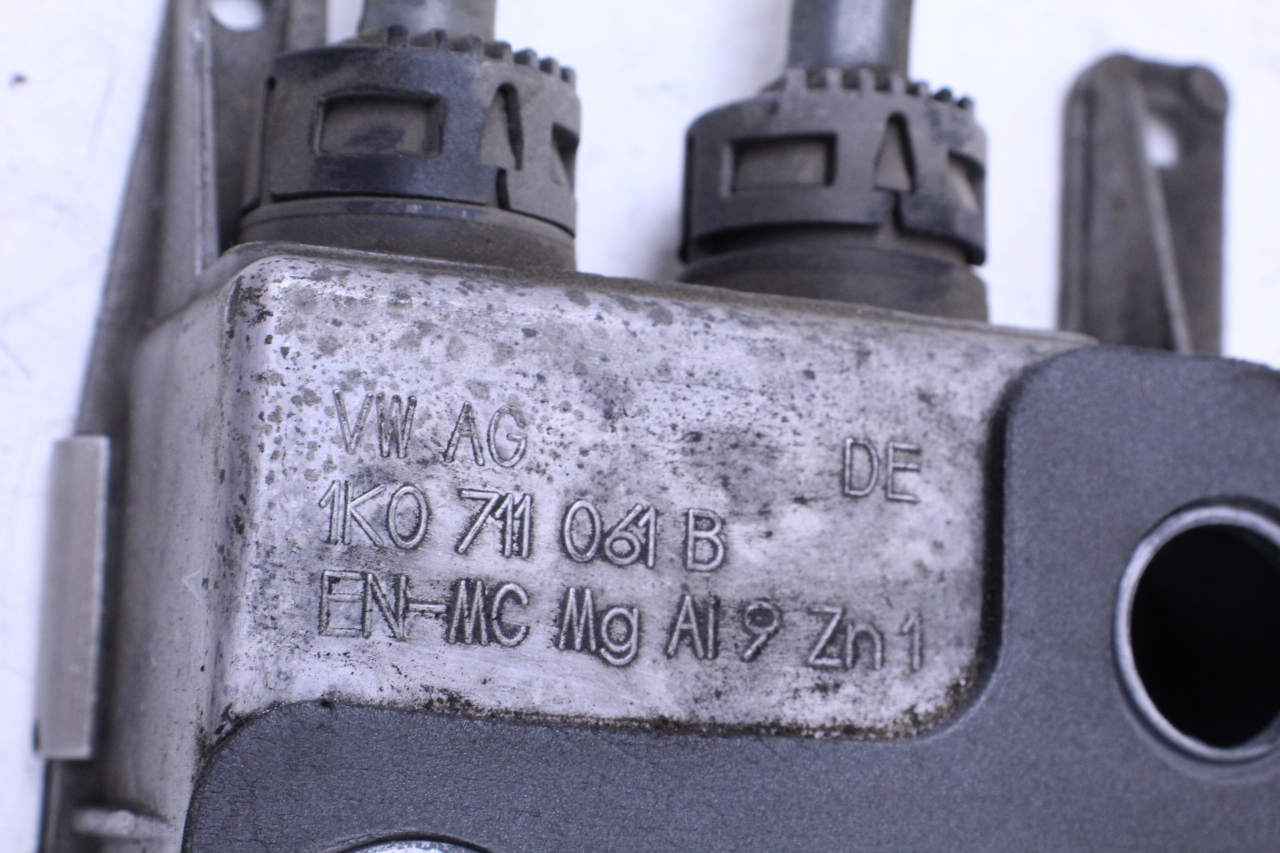 VW AG DE
1K0 711 061 B
EN-MC Mg Al 9 Zn 1